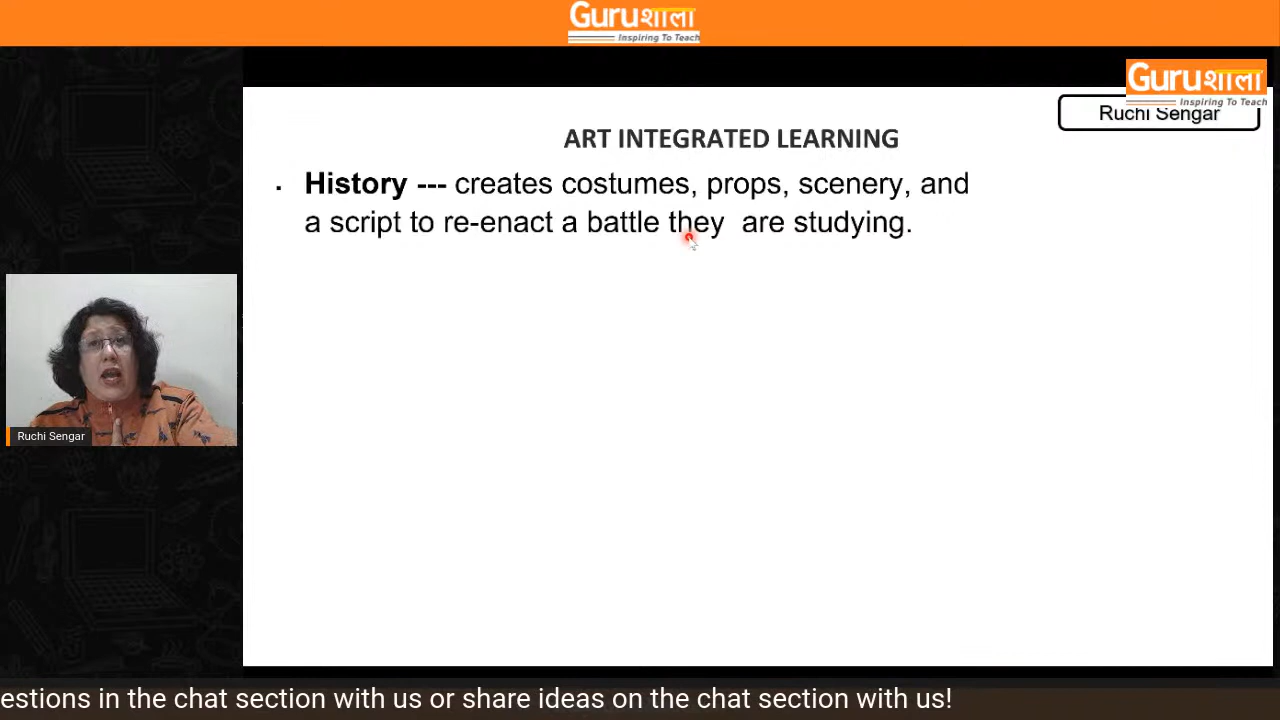 Guruशाला
Inspiring To Teach
Guruशाला
Inspiring To Teach
Ruchi Sengar
ART INTEGRATED LEARNING
▪ History --- creates costumes, props, scenery, and
a script to re-enact a battle they are studying.
Ruchi Sengar
estions in the chat section with us or share ideas on the chat section with us!